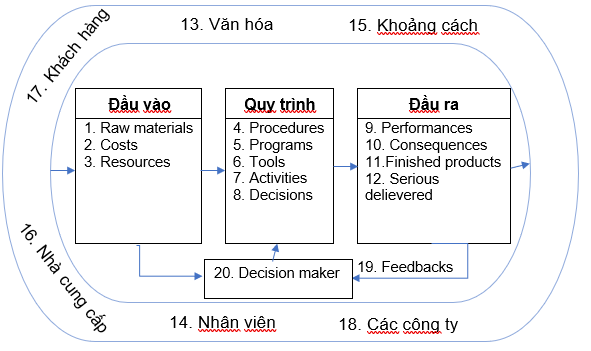 13. Văn hóa
15. Khoảng cách
17. Khách hàng
Đầu vào
1. Raw materials
2. Costs
3. Resources
Quy trình
4. Procedures
5. Programs
6. Tools
7. Activities
8. Decisions
Đầu ra
9. Performances
10. Consequences
11.Finished products
12. Serious
delievered
20. Decision maker
19. Feedbacks
16. Nhà cung cấp
14. Nhân viên
18. Các công ty